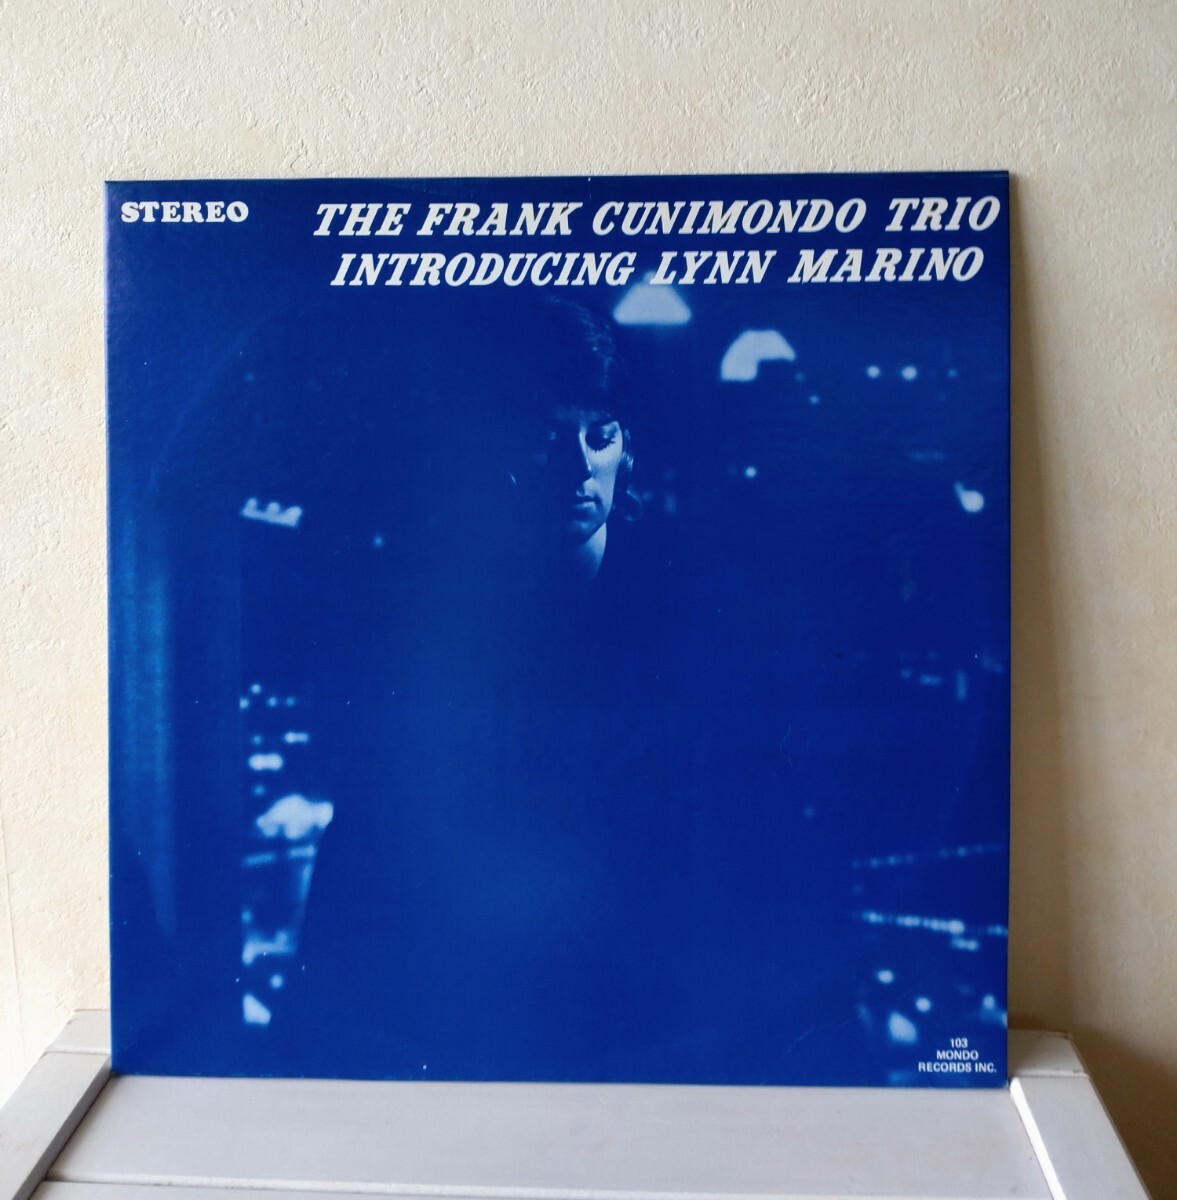 STEREO
THE FRANK CUNIMONDO TRIO
INTRODUCING LYNN MARINO
103
MONDO
RECORDS INC.